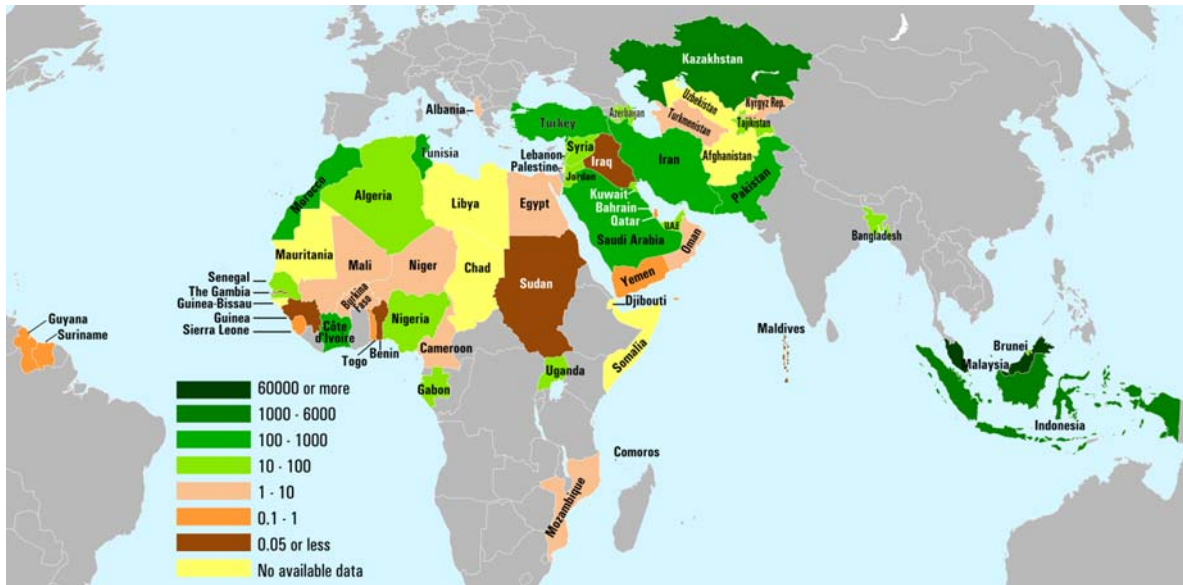 Kazakhstan
Uzbekistan
Kyrgyz Rep.
Albania
Azerbaijan
Turkmenistan
Tajikistan
Turkey
Tunisia
Syria
Lebanon
Palestine
Iraq
Iran
Afghanistan
Jordan
Pakistan
Morocco
Algeria
Libya
Egypt
Kuwait
Bahrain
Qatar
UAE
Saudi Arabia
Oman
Bangladesh
Mauritania
Mali
Niger
Chad
Sudan
Yemen
Senegal
The Gambia
Guinea-Bissau
Guinea
Sierra Leone
Burkina
Faso
Djibouti
Guyana
Suriname
Côte
d'Ivoire
Nigeria
Togo
Benin
Cameroon
Maldives
Somalia
Brunei
Malaysia
Gabon
Uganda
Indonesia
Comoros
Mozambique
60000 or more
1000 - 6000
100 - 1000
10 - 100
1 - 10
0.1 - 1
0.05 or less
No available data